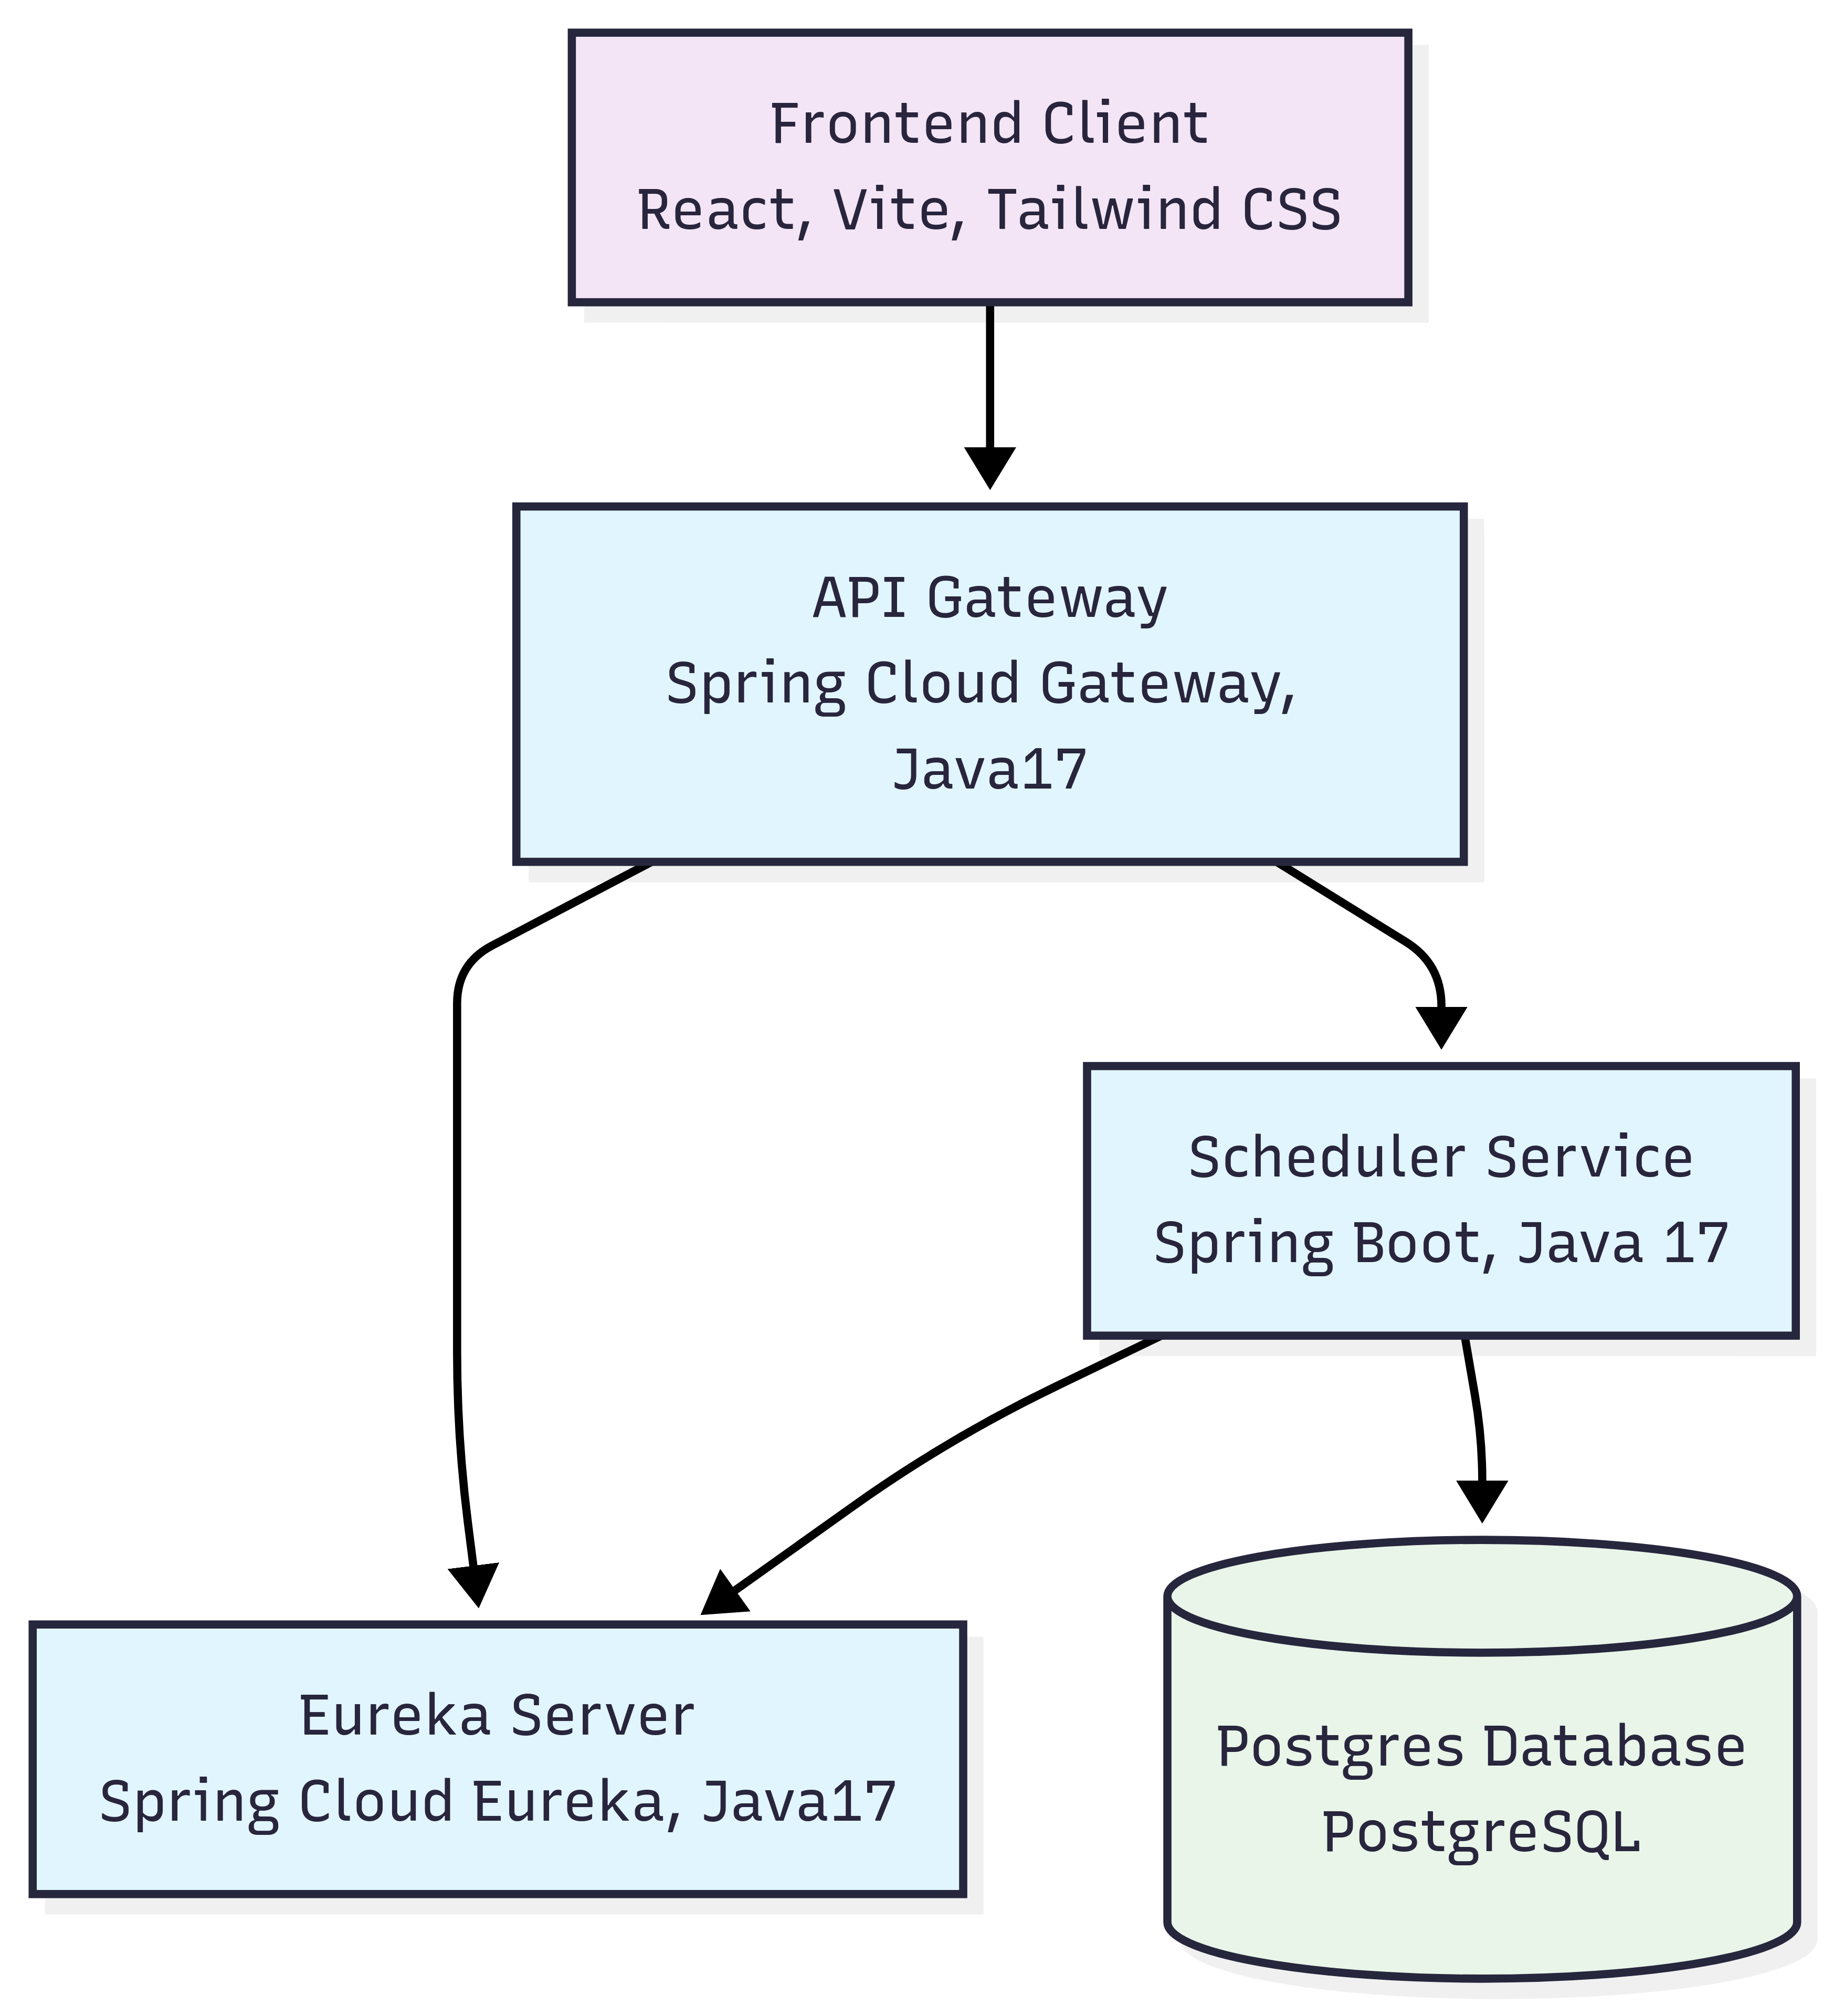 Frontend Client
React, Vite, Tailwind CSS
API Gateway
Spring Cloud Gateway,
Java17
Scheduler Service
Spring Boot, Java 17
Eureka Server
Spring Cloud Eureka, Java17
Postgres Database
PostgreSQL